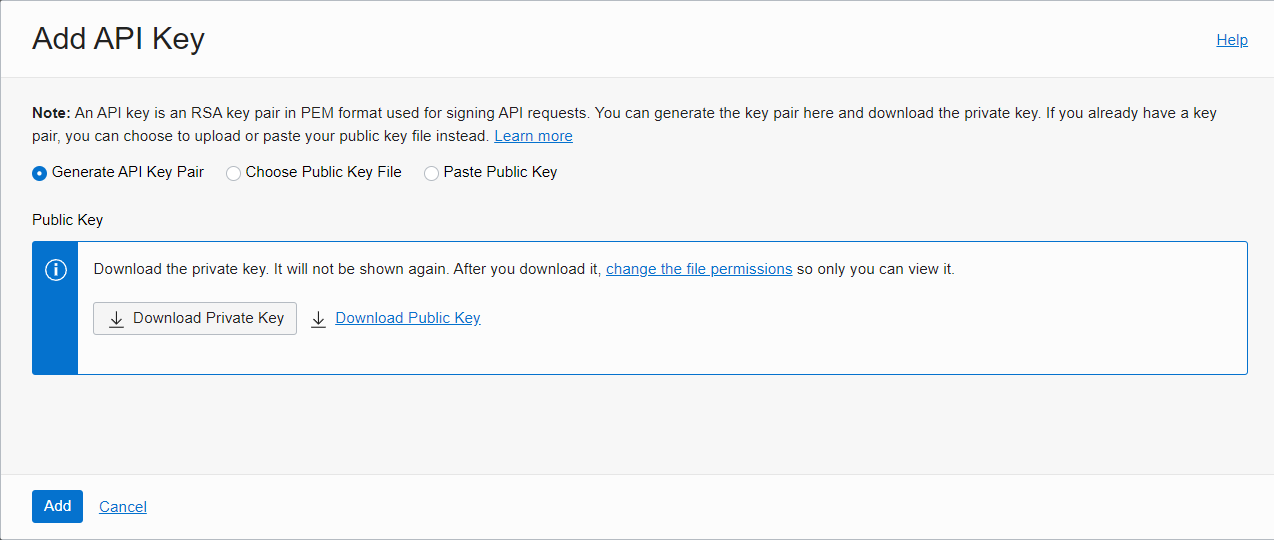 Add API Key
Help
Note: An API key is an RSA key pair in PEM format used for signing API requests. You can generate the key pair here and download the private key. If you already have a key
pair, you can choose to upload or paste your public key file instead. Learn more
Generate API Key Pair Choose Public Key File Paste Public Key
Public Key
Download the private key. It will not be shown again. After you download it, change the file permissions so only you can view it.
Download Private Key Download Public Key
Add Cancel